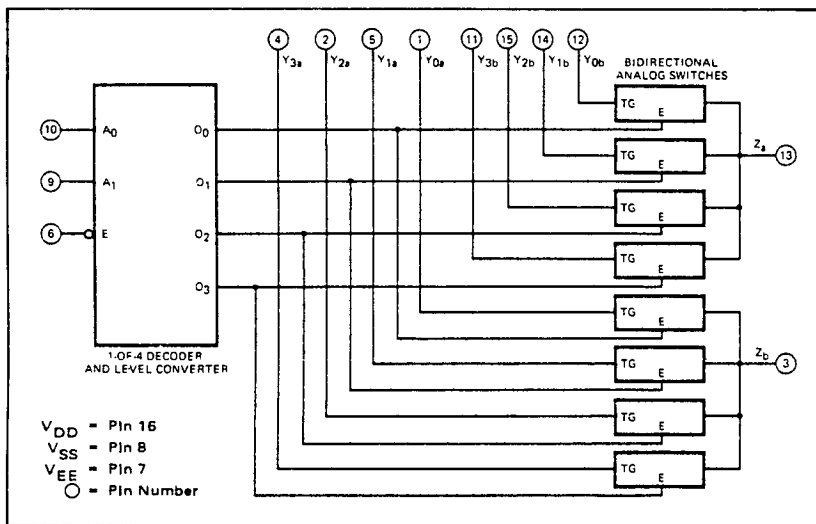 4 2 5 1 11 15 14 12
Y3a Y2a Y1a Y0a Y3b Y2b Y1b Y0b
BIDIRECTIONAL
ANALOG SWITCHES
TG E
10 A0 O0
TG E Za 13
9 A1 O1
TG E
6 E O2
TG E
O3
TG E
1-OF-4 DECODER
AND LEVEL CONVERTER
TG E Zb 3
TG E
TG E
VDD = Pin 16
VSS = Pin 8
VEE = Pin 7
○ = Pin Number